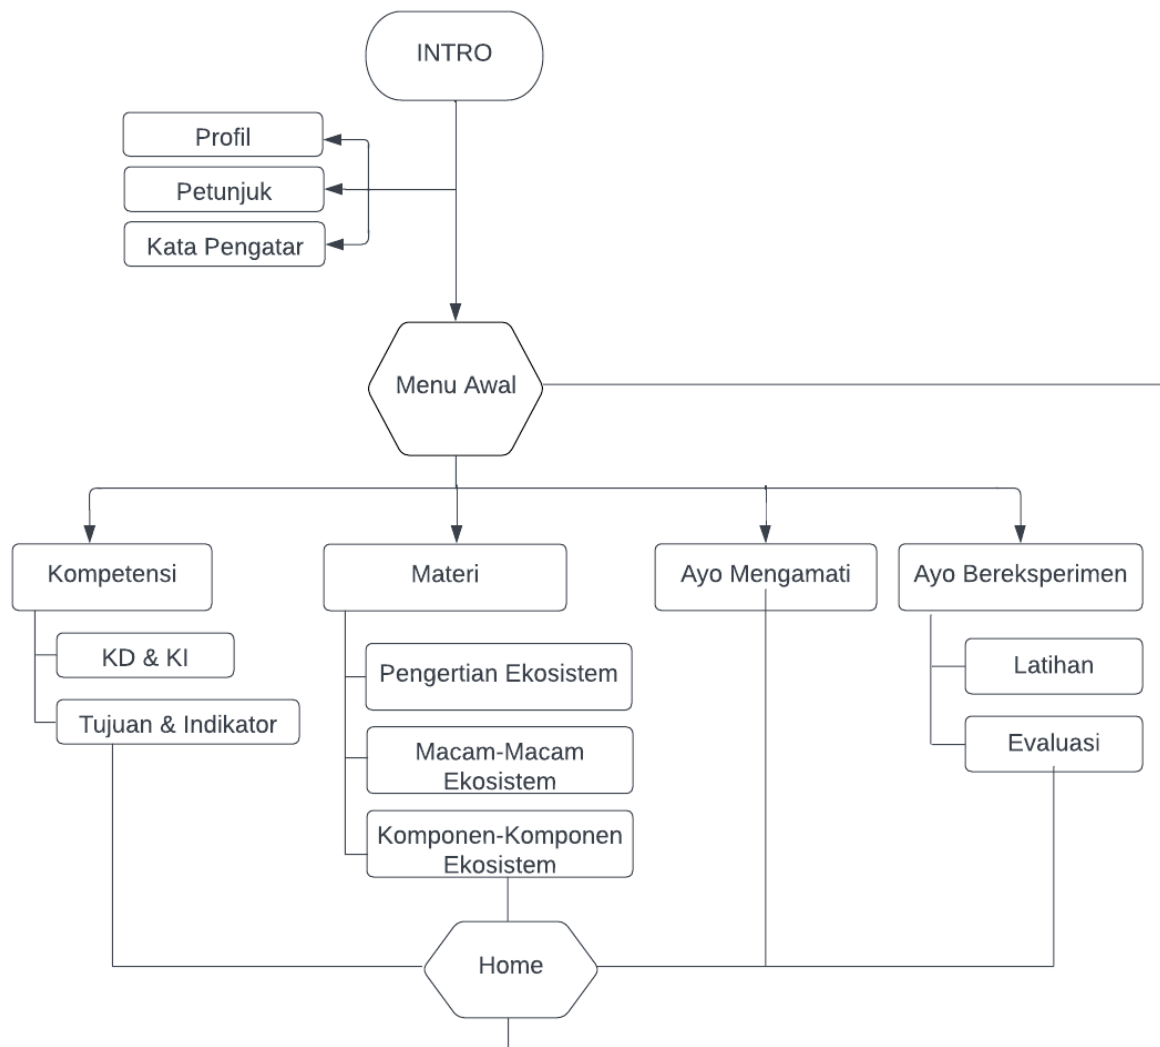 INTRO
Profil
Petunjuk
Kata Pengatar
Menu Awal
Kompetensi
KD & KI
Tujuan & Indikator
Materi
Pengertian Ekosistem
Macam-Macam
Ekosistem
Komponen-Komponen
Ekosistem
Ayo Mengamati
Ayo Bereksperimen
Latihan
Evaluasi
Home